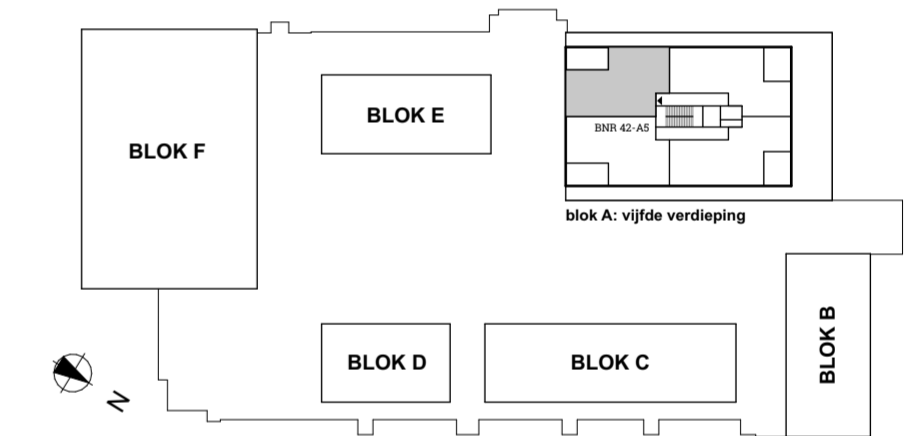 BLOK E
BLOK F
BNR 42-A5
blok A: vijfde verdieping
BLOK B
BLOK D
BLOK C
N